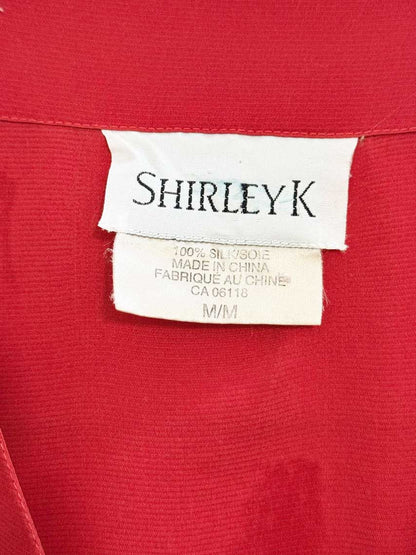 SHIRLEY K
100% SILK/SOIE
MADE IN CHINA
FABRIQUÉ AU CHINE
CA 06118
M/M